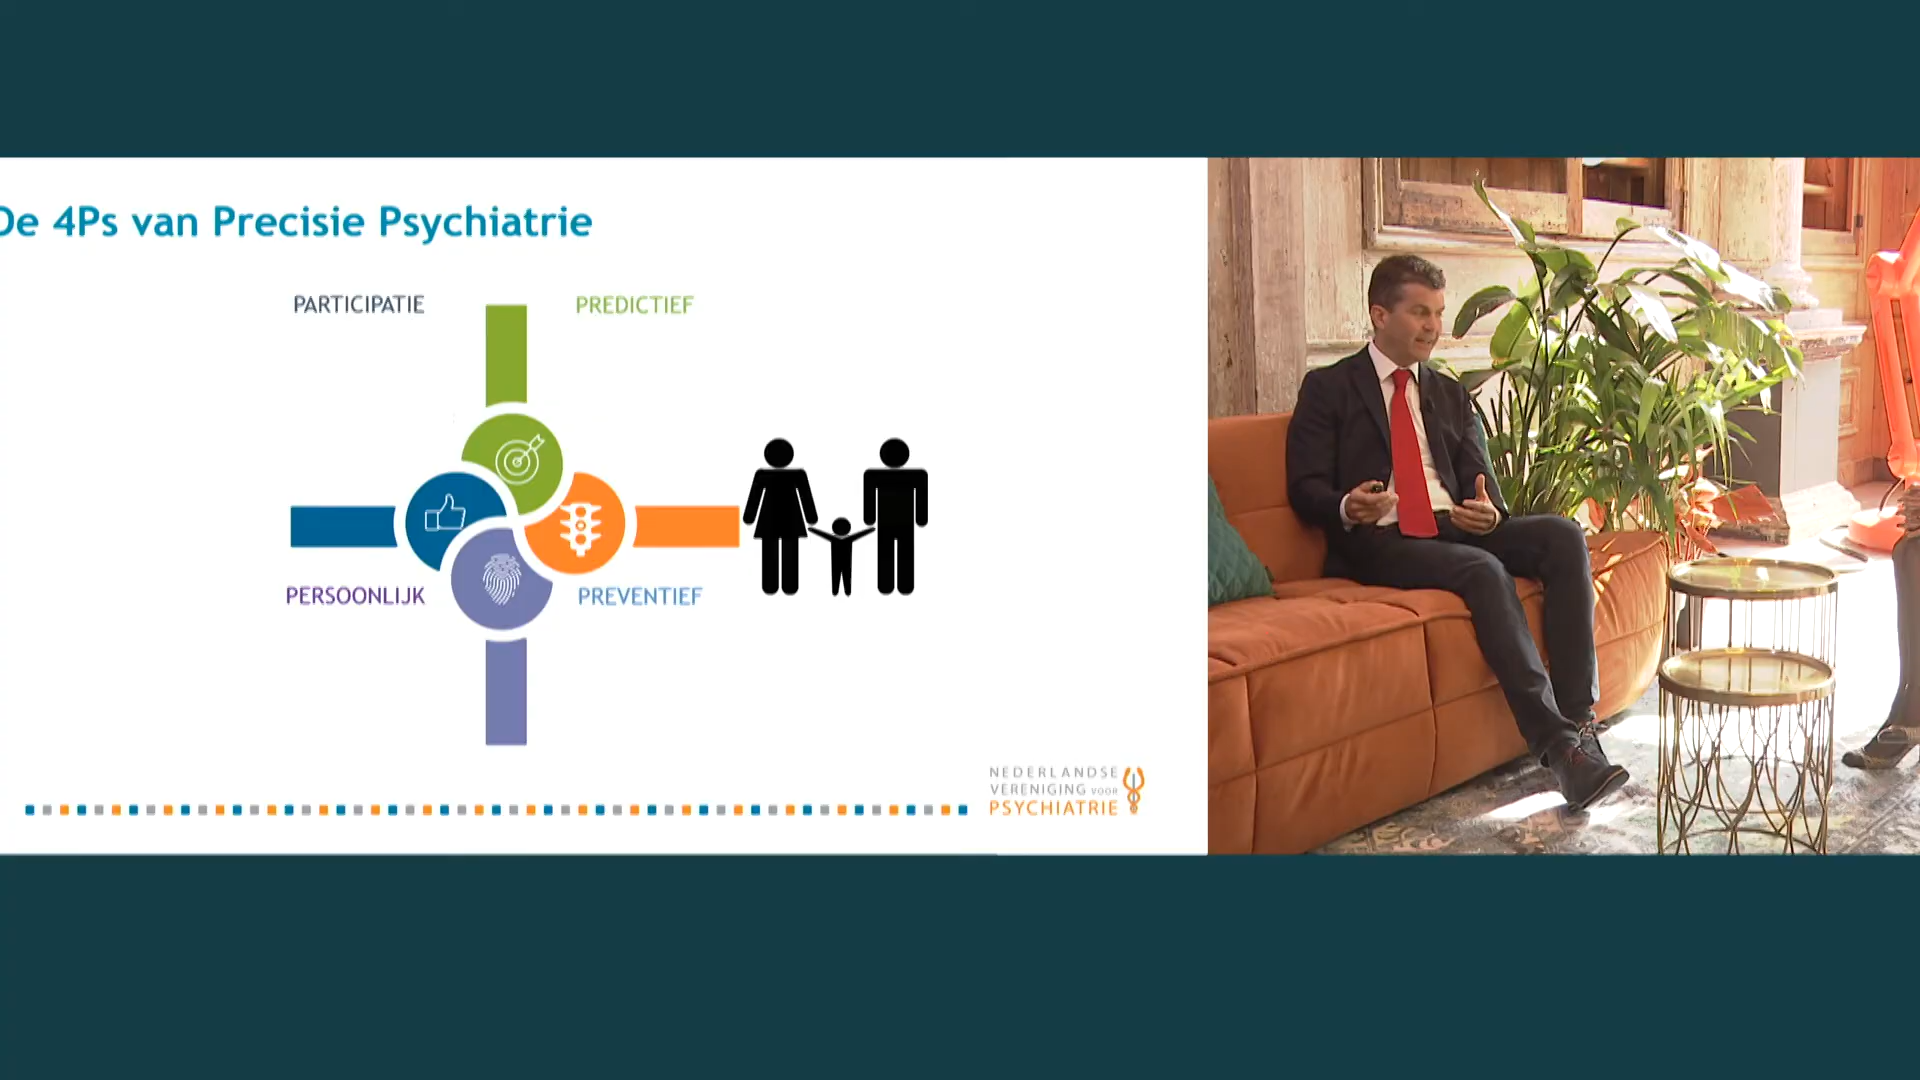 De 4Ps van Precisie Psychiatrie
PARTICIPATIE
PREDICTIEF
PERSOONLIJK
PREVENTIEF
NEDERLANDSE
VERENIGING VOOR
PSYCHIATRIE